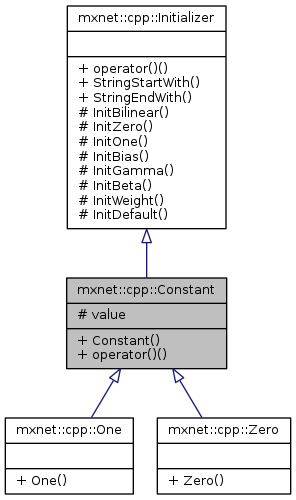 mxnet::cpp::Initializer
+ operator()()
+ StringStartWith()
+ StringEndWith()
# InitBilinear()
# InitZero()
# InitOne()
# InitBias()
# InitGamma()
# InitBeta()
# InitWeight()
# InitDefault()
mxnet::cpp::Constant
# value
+ Constant()
+ operator()()
mxnet::cpp::One
+ One()
mxnet::cpp::Zero
+ Zero()